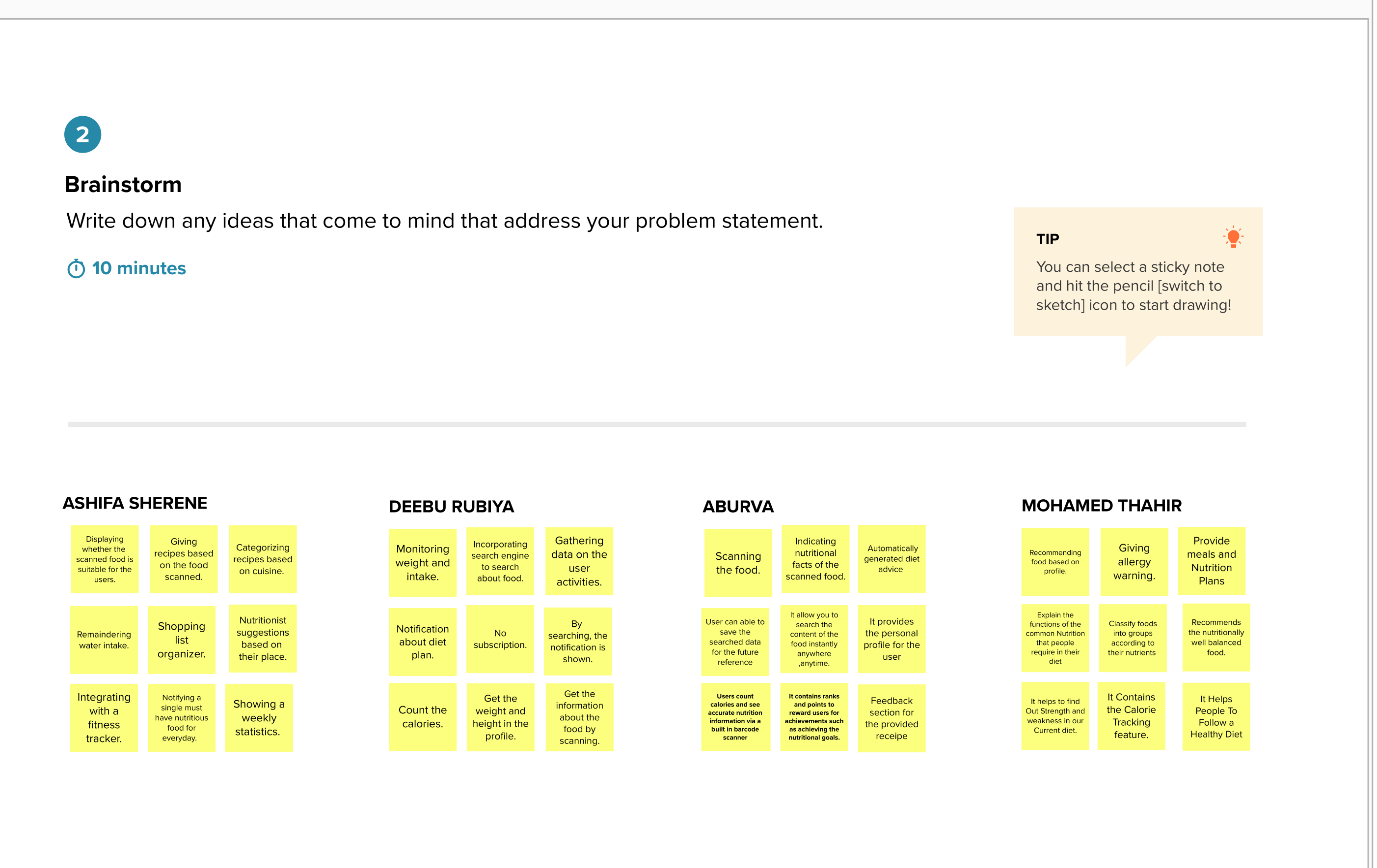 2
Brainstorm
Write down any ideas that come to mind that address your problem statement.
10 minutes
TIP
You can select a sticky note
and hit the pencil [switch to
sketch] icon to start drawing!
ASHIFA SHERENE
Displaying
whether the
scanned food is
suitable for the
users.
Giving
recipes based
on the food
scanned.
Categorizing
recipes based
on cuisine.
Remaindering
water intake.
Shopping
list
organizer.
Nutritionist
suggestions
based on
their place.
Integrating
with a
fitness
tracker.
Notifying a
single must
have nutritious
food for
everyday.
Showing a
weekly
statistics.
DEEBU RUBIYA
Monitoring
weight and
intake.
Incorporating
search engine
to search
about food.
Gathering
data on the
user
activities.
Notification
about diet
plan.
No
subscription.
By
searching, the
notification is
shown.
Count the
calories.
Get the
weight and
height in the
profile.
Get the
information
about the
food by
scanning.
ABURVA
Scanning
the food.
Indicating
nutritional
facts of the
scanned food.
Automatically
generated diet
advice
User can able to
save the
searched data
for the future
reference
It allow you to
search the
content of the
food instantly
anywhere
,anytime.
It provides
the personal
profile for the
user
Users count
calories and see
accurate nutrition
information via a
built in barcode
scanner
It contains ranks
and points to
reward users for
achievements such
as achieving the
nutritional goals.
Feedback
section for
the provided
receipe
MOHAMED THAHIR
Recommending
food based on
profile.
Giving
allergy
warning.
Provide
meals and
Nutrition
Plans
Explain the
functions of the
common Nutrition
that people
require in their
diet
Classify foods
into groups
according to
their nutrients
Recommends
the nutritionally
well balanced
food.
It helps to find
Out Strength and
weakness in our
Current diet.
It Contains
the Calorie
Tracking
feature.
It Helps
People To
Follow a
Healthy Diet